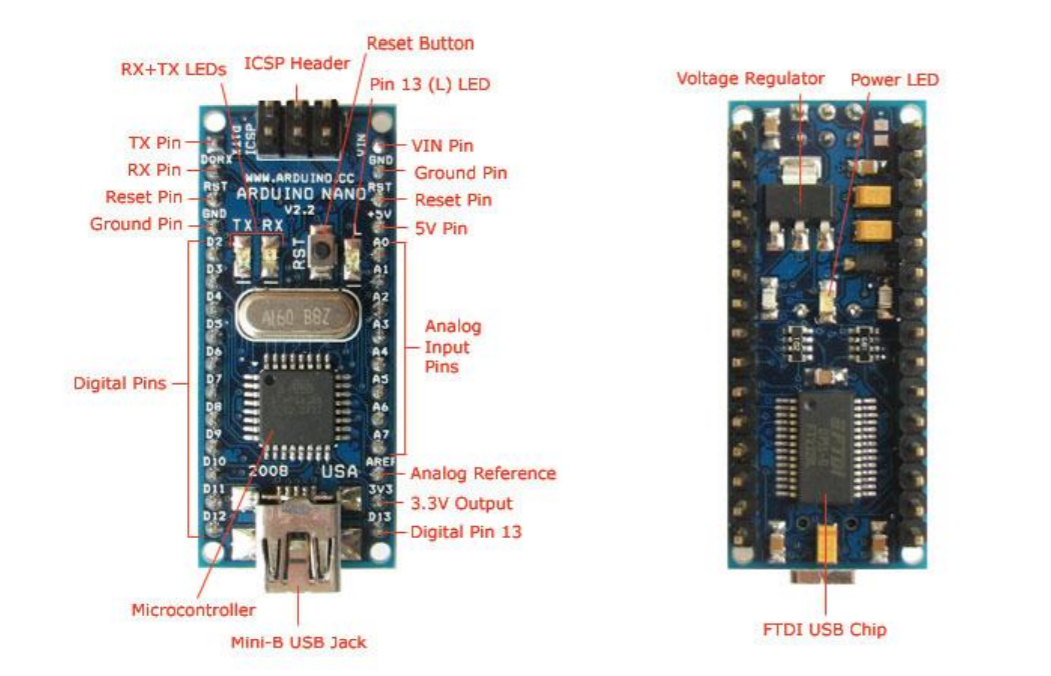 Reset Button
ICSP Header
RX+TX LEDs
Pin 13 (L) LED
TX Pin
RX Pin
Reset Pin
Ground Pin
Digital Pins
Microcontroller
Mini-B USB Jack
VIN Pin
Ground Pin
Reset Pin
5V Pin
Analog
Input
Pins
Analog Reference
3.3V Output
Digital Pin 13
ICSP
VIN
GND
WWW.ARDUINO.CC
ARDUINO NANO
V2.2
RST
GND
TX RX
RST
L
RST
+5V
D2
D3
D4
D5
D6
D7
D8
D9
D10
D11
D12
A0
A1
A2
A3
A4
A5
A6
A7
AREF
3V3
D13
2008 USA
Voltage Regulator
Power LED
FTDI
FTDI USB Chip